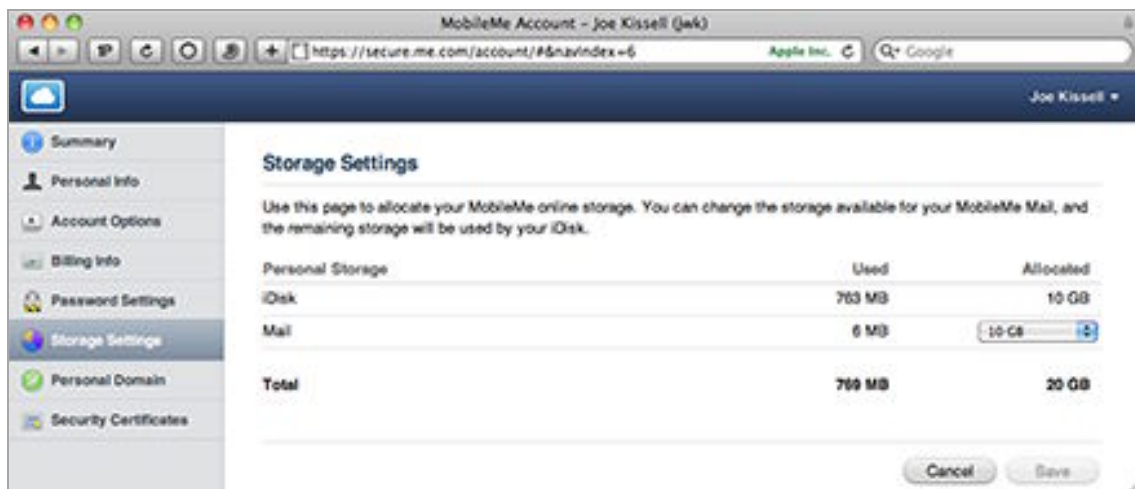 MobileMe Account – Joe Kissell (jwk)
https://secure.me.com/account/#&navIndex=6 Apple Inc. Google
Joe Kissell
Summary
Personal Info
Account Options
Billing Info
Password Settings
Storage Settings
Personal Domain
Security Certificates
Storage Settings
Use this page to allocate your MobileMe online storage. You can change the storage available for your MobileMe Mail, and
the remaining storage will be used by your iDisk.
Personal Storage Used Allocated
iDisk 763 MB 10 GB
Mail 6 MB 10 GB
Total 769 MB 20 GB
Cancel Save